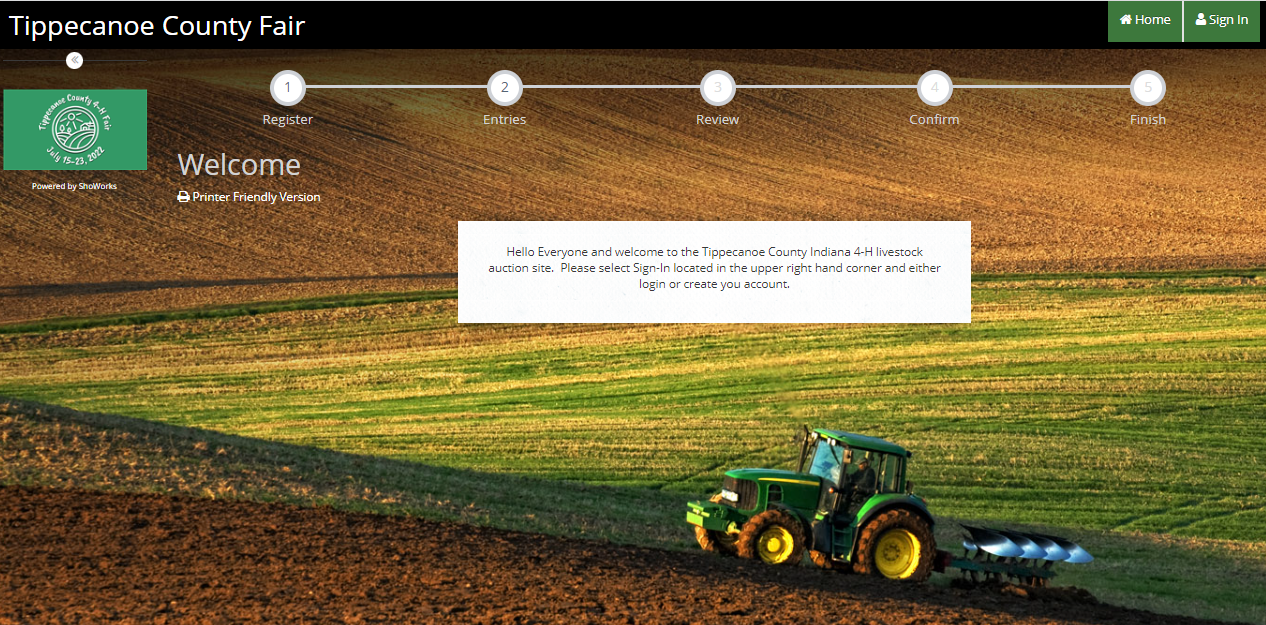 Tippecanoe County Fair
Home
Sign In
«
Tippecanoe County 4-H Fair
July 15-23, 2022
Powered by ShoWorks
1
2
3
4
5
Register
Entries
Review
Confirm
Finish
Welcome
Printer Friendly Version
Hello Everyone and welcome to the Tippecanoe County Indiana 4-H livestock
auction site.  Please select Sign-In located in the upper right hand corner and either
login or create you account.